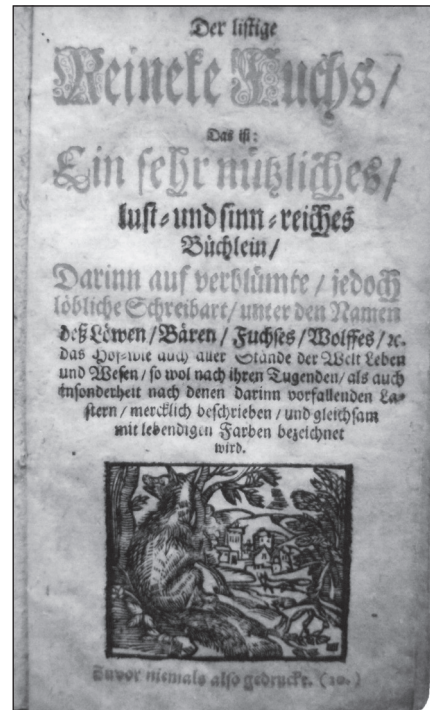 Der listige
Reineke Fuchs/
Das ist:
Ein sehr nützliches/
lust-und sinn-reiches
Büchlein/
Darinn auf verblümte / jedoch
löbliche Schreibart/ unter den Namen
deß Löwen/Bären / Fuchses/Wolffes/ ꝛc.
das Hof-wie auch aller Stände der Welt Leben
und Wesen/ so wol nach ihren Tugenden/ als auch
insonderheit nach denen darinn vorfallenden La-
stern / mercklich beschrieben / und gleichsam
mit lebendigen Farben bezeichnet
wird.
Zuvor niemals also gedruckt. (10.)